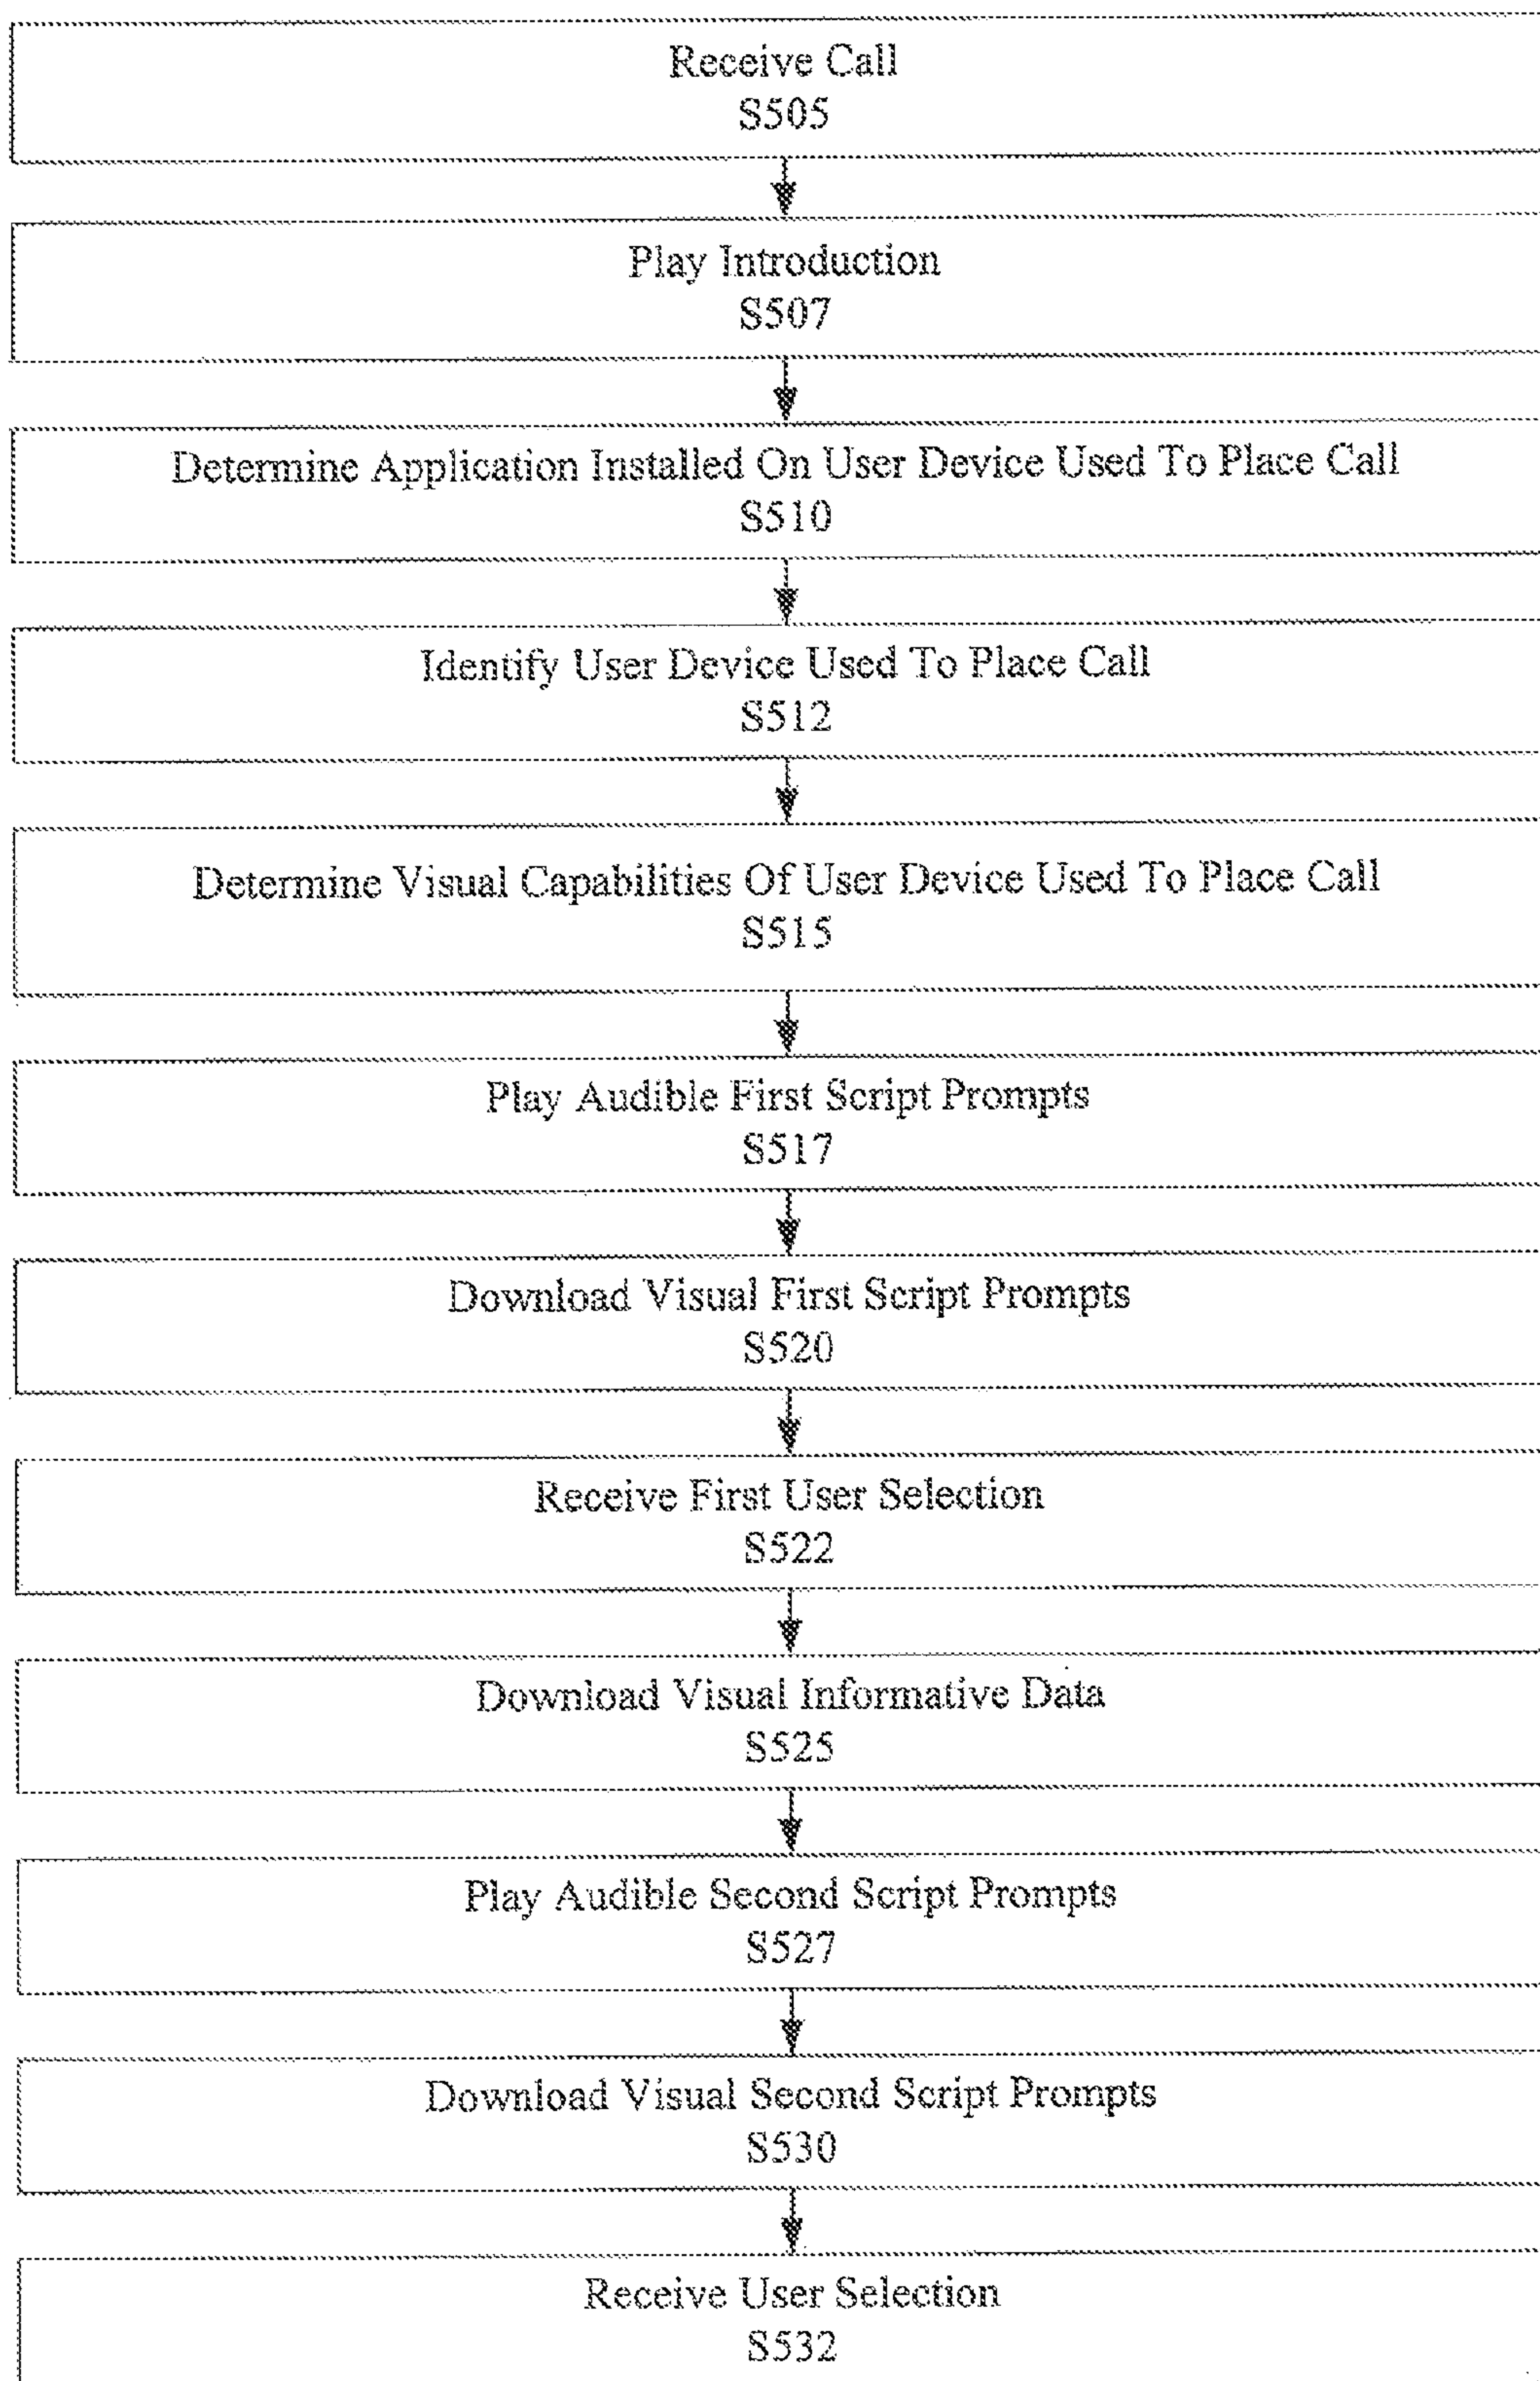 Receive Call
S505
Play Introduction
S507
Determine Application Installed On User Device Used To Place Call
S510
Identify User Device Used To Place Call
S512
Determine Visual Capabilities Of User Device Used To Place Call
S515
Play Audible First Script Prompts
S517
Download Visual First Script Prompts
S520
Receive First User Selection
S522
Download Visual Informative Data
S525
Play Audible Second Script Prompts
S527
Download Visual Second Script Prompts
S530
Receive User Selection
S532